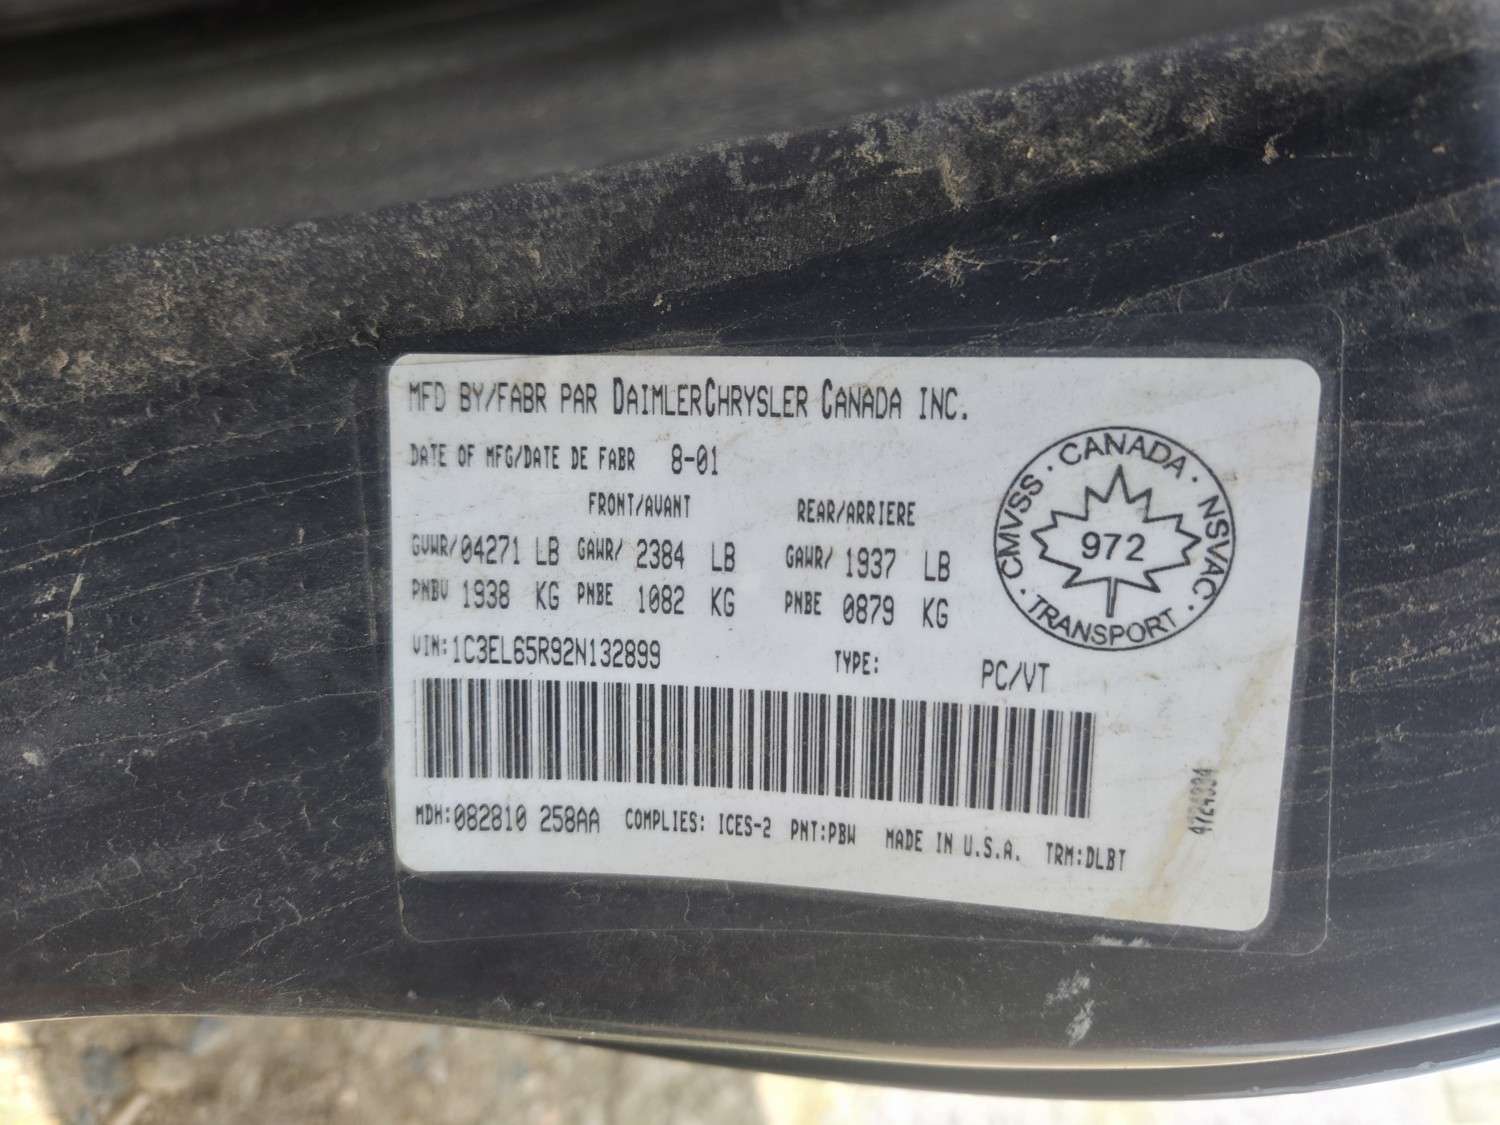 MFD BY/FABR PAR DAIMLERCHRYSLER CANADA INC.
DATE OF MFG/DATE DE FABR 8-01
FRONT/AVANT REAR/ARRIERE
GVWR/04271 LB GAWR/ 2384 LB GAWR/ 1937 LB
PNBV 1938 KG PNBE 1082 KG PNBE 0879 KG
VIN:1C3EL65R92N132899 TYPE: PC/VT
MDH:082810 258AA COMPLIES: ICES-2 PNT:PBW MADE IN U.S.A. TRM:DLBT
CMVSS · CANADA · NSVAC · TRANSPORT ·
972
4724334